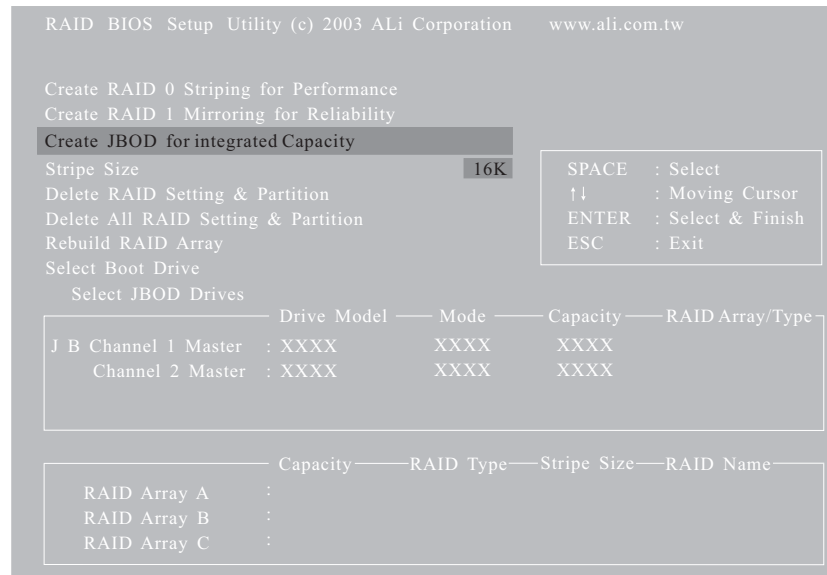 RAID BIOS Setup Utility (c) 2003 ALi Corporation www.ali.com.tw
Create RAID 0 Striping for Performance
Create RAID 1 Mirroring for Reliability
Create JBOD for integrated Capacity
Stripe Size 16K
Delete RAID Setting & Partition
Delete All RAID Setting & Partition
Rebuild RAID Array
Select Boot Drive
Select JBOD Drives
SPACE : Select
↑↓ : Moving Cursor
ENTER : Select & Finish
ESC : Exit
Drive Model Mode Capacity RAID Array/Type
J B Channel 1 Master : XXXX XXXX XXXX
Channel 2 Master : XXXX XXXX XXXX
Capacity RAID Type Stripe Size RAID Name
RAID Array A :
RAID Array B :
RAID Array C :